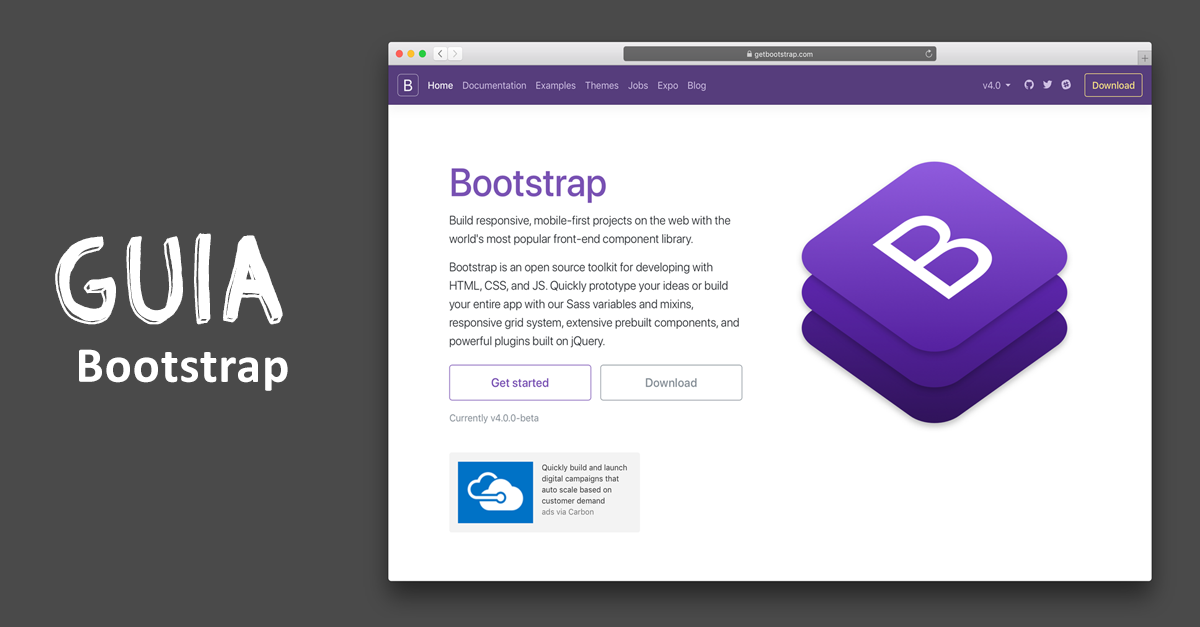 GUIA
Bootstrap
getbootstrap.com
B
Home Documentation Examples Themes Jobs Expo Blog
v4.0
Download
Bootstrap
Build responsive, mobile-first projects on the web with the
world's most popular front-end component library.
Bootstrap is an open source toolkit for developing with
HTML, CSS, and JS. Quickly prototype your ideas or build
your entire app with our Sass variables and mixins,
responsive grid system, extensive prebuilt components, and
powerful plugins built on jQuery.
Get started
Download
Currently v4.0.0-beta
Quickly build and launch
digital campaigns that
auto scale based on
customer demand
ads via Carbon
B